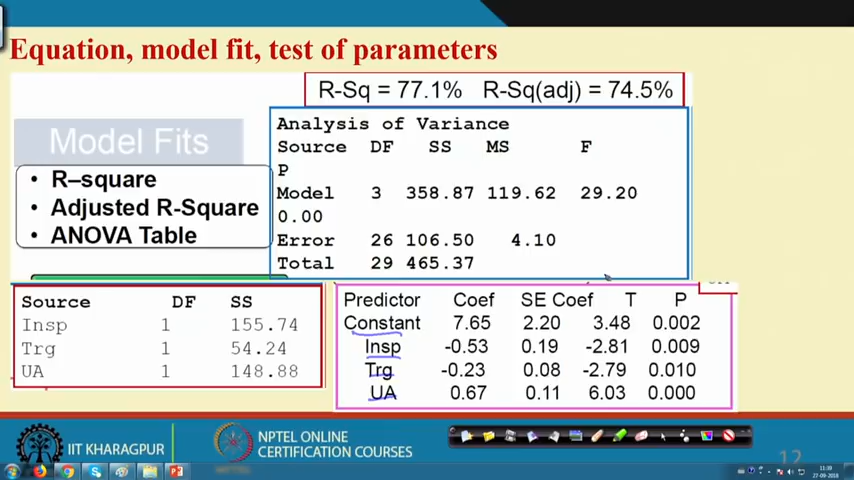 Equation, model fit, test of parameters
R-Sq = 77.1% R-Sq(adj) = 74.5%
Model Fits
• R–square
• Adjusted R-Square
• ANOVA Table
Analysis of Variance
Source DF SS MS F
P
Model 3 358.87 119.62 29.20
0.00
Error 26 106.50 4.10
Total 29 465.37
Source DF SS
Insp 1 155.74
Trg 1 54.24
UA 1 148.88
Predictor Coef SE Coef T P
Constant 7.65 2.20 3.48 0.002
Insp -0.53 0.19 -2.81 0.009
Trg -0.23 0.08 -2.79 0.010
UA 0.67 0.11 6.03 0.000
IIT KHARAGPUR
NPTEL ONLINE
CERTIFICATION COURSES
12
11:39
27-09-2018